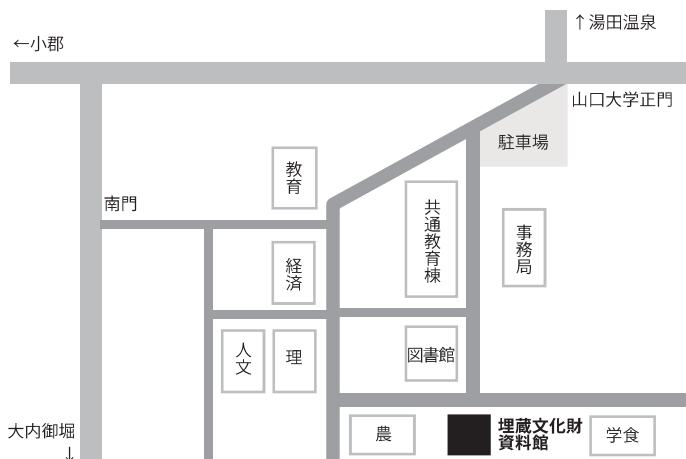 ↑湯田温泉
←小郡
山口大学正門
駐車場
教育
南門
共通教育棟
事務局
経済
人文
理
図書館
大内御堀
↓
農
埋蔵文化財
資料館
学食